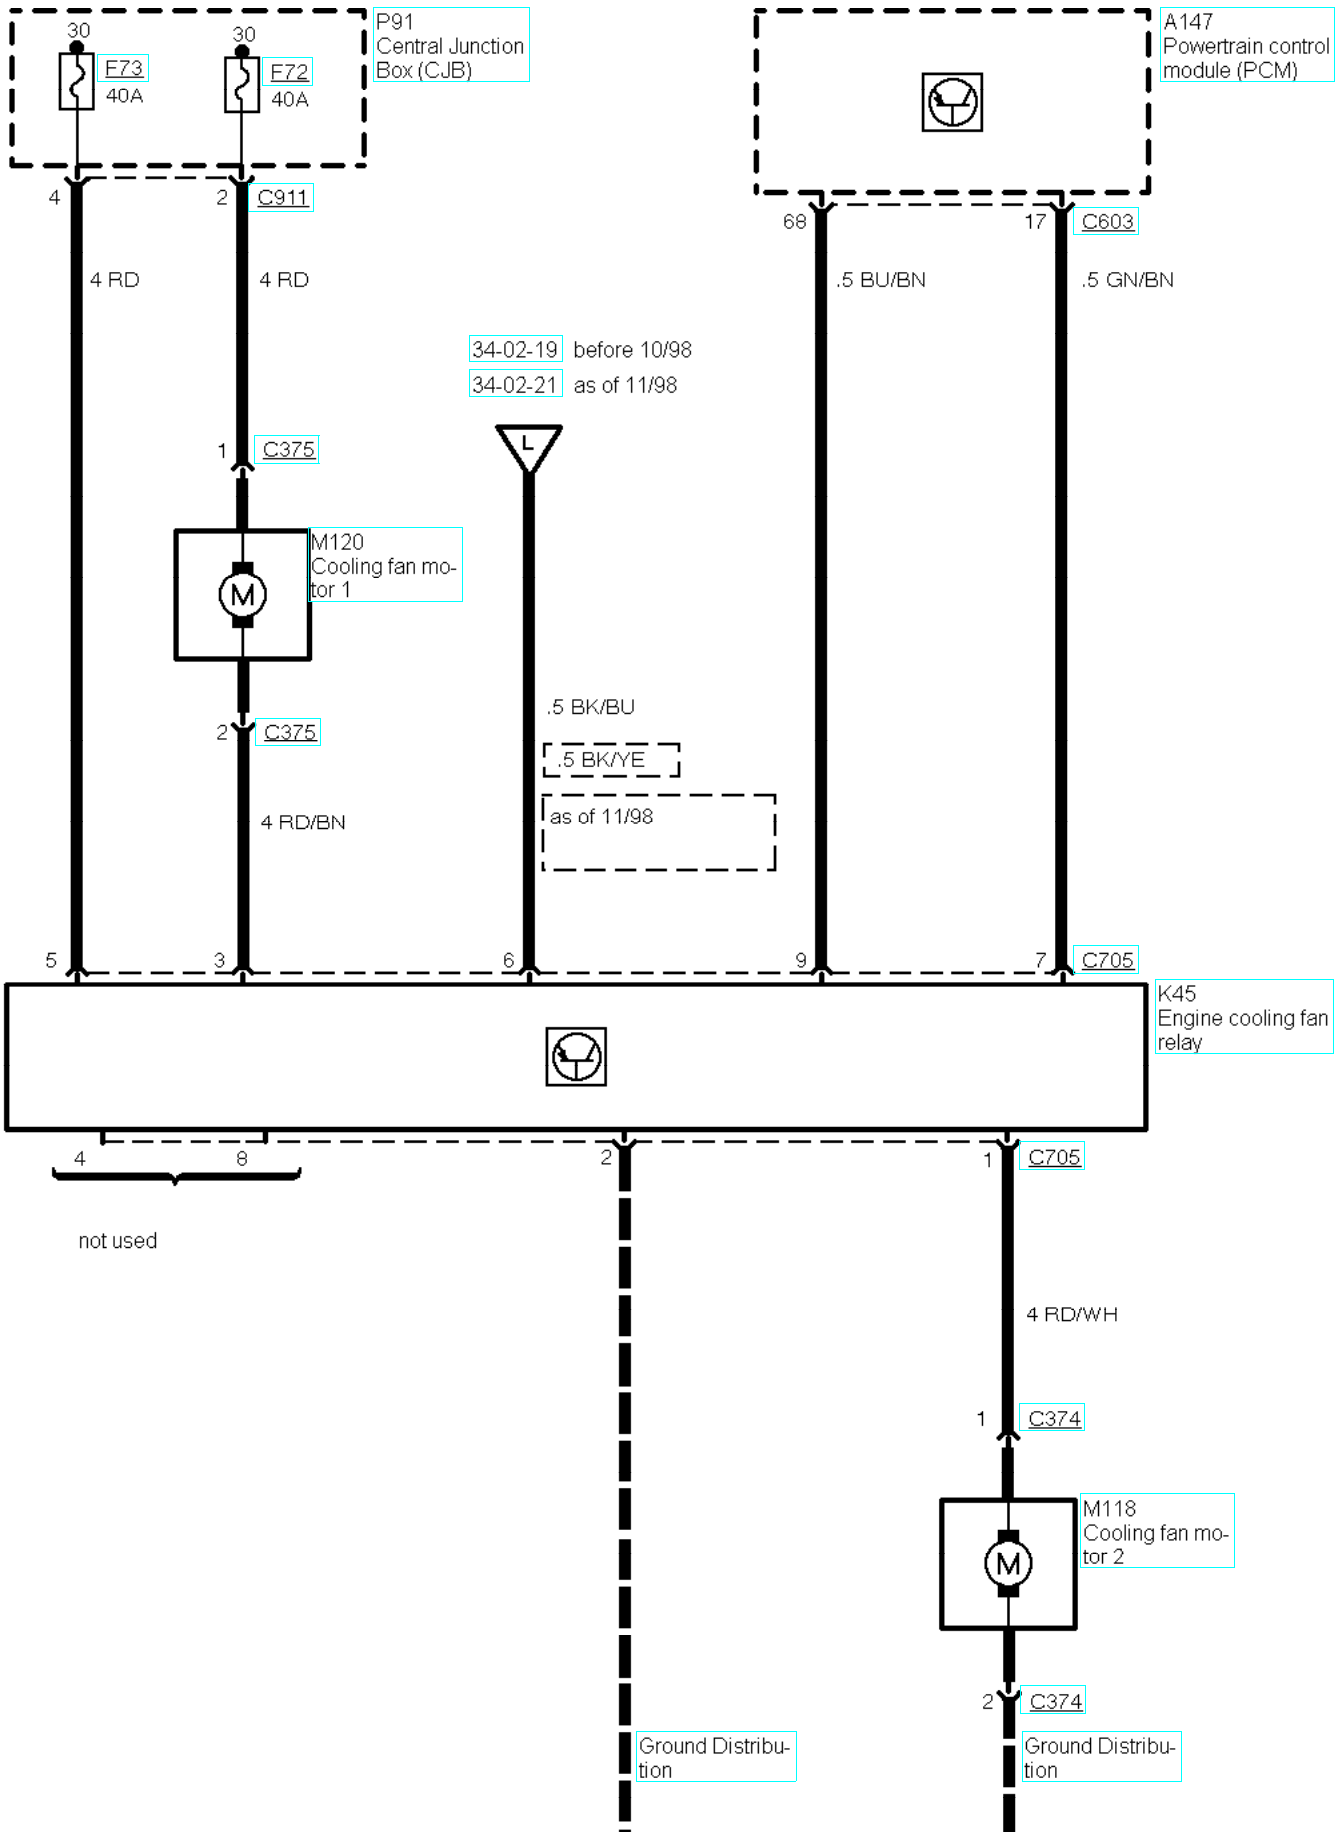 30
F73
40A
30
F72
40A
P91
Central Junction
Box (CJB)
A147
Powertrain control
module (PCM)
4
2
C911
68
17
C603
4 RD
4 RD
.5 BU/BN
.5 GN/BN
34-02-19 before 10/98
34-02-21 as of 11/98
L
1
C375
M120
Cooling fan mo-
tor 1
M
2
C375
.5 BK/BU
.5 BK/YE
as of 11/98
4 RD/BN
5
3
6
9
7
C705
K45
Engine cooling fan
relay
4
8
2
1
C705
not used
4 RD/WH
1
C374
M118
Cooling fan mo-
tor 2
M
2
C374
Ground Distribu-
tion
Ground Distribu-
tion